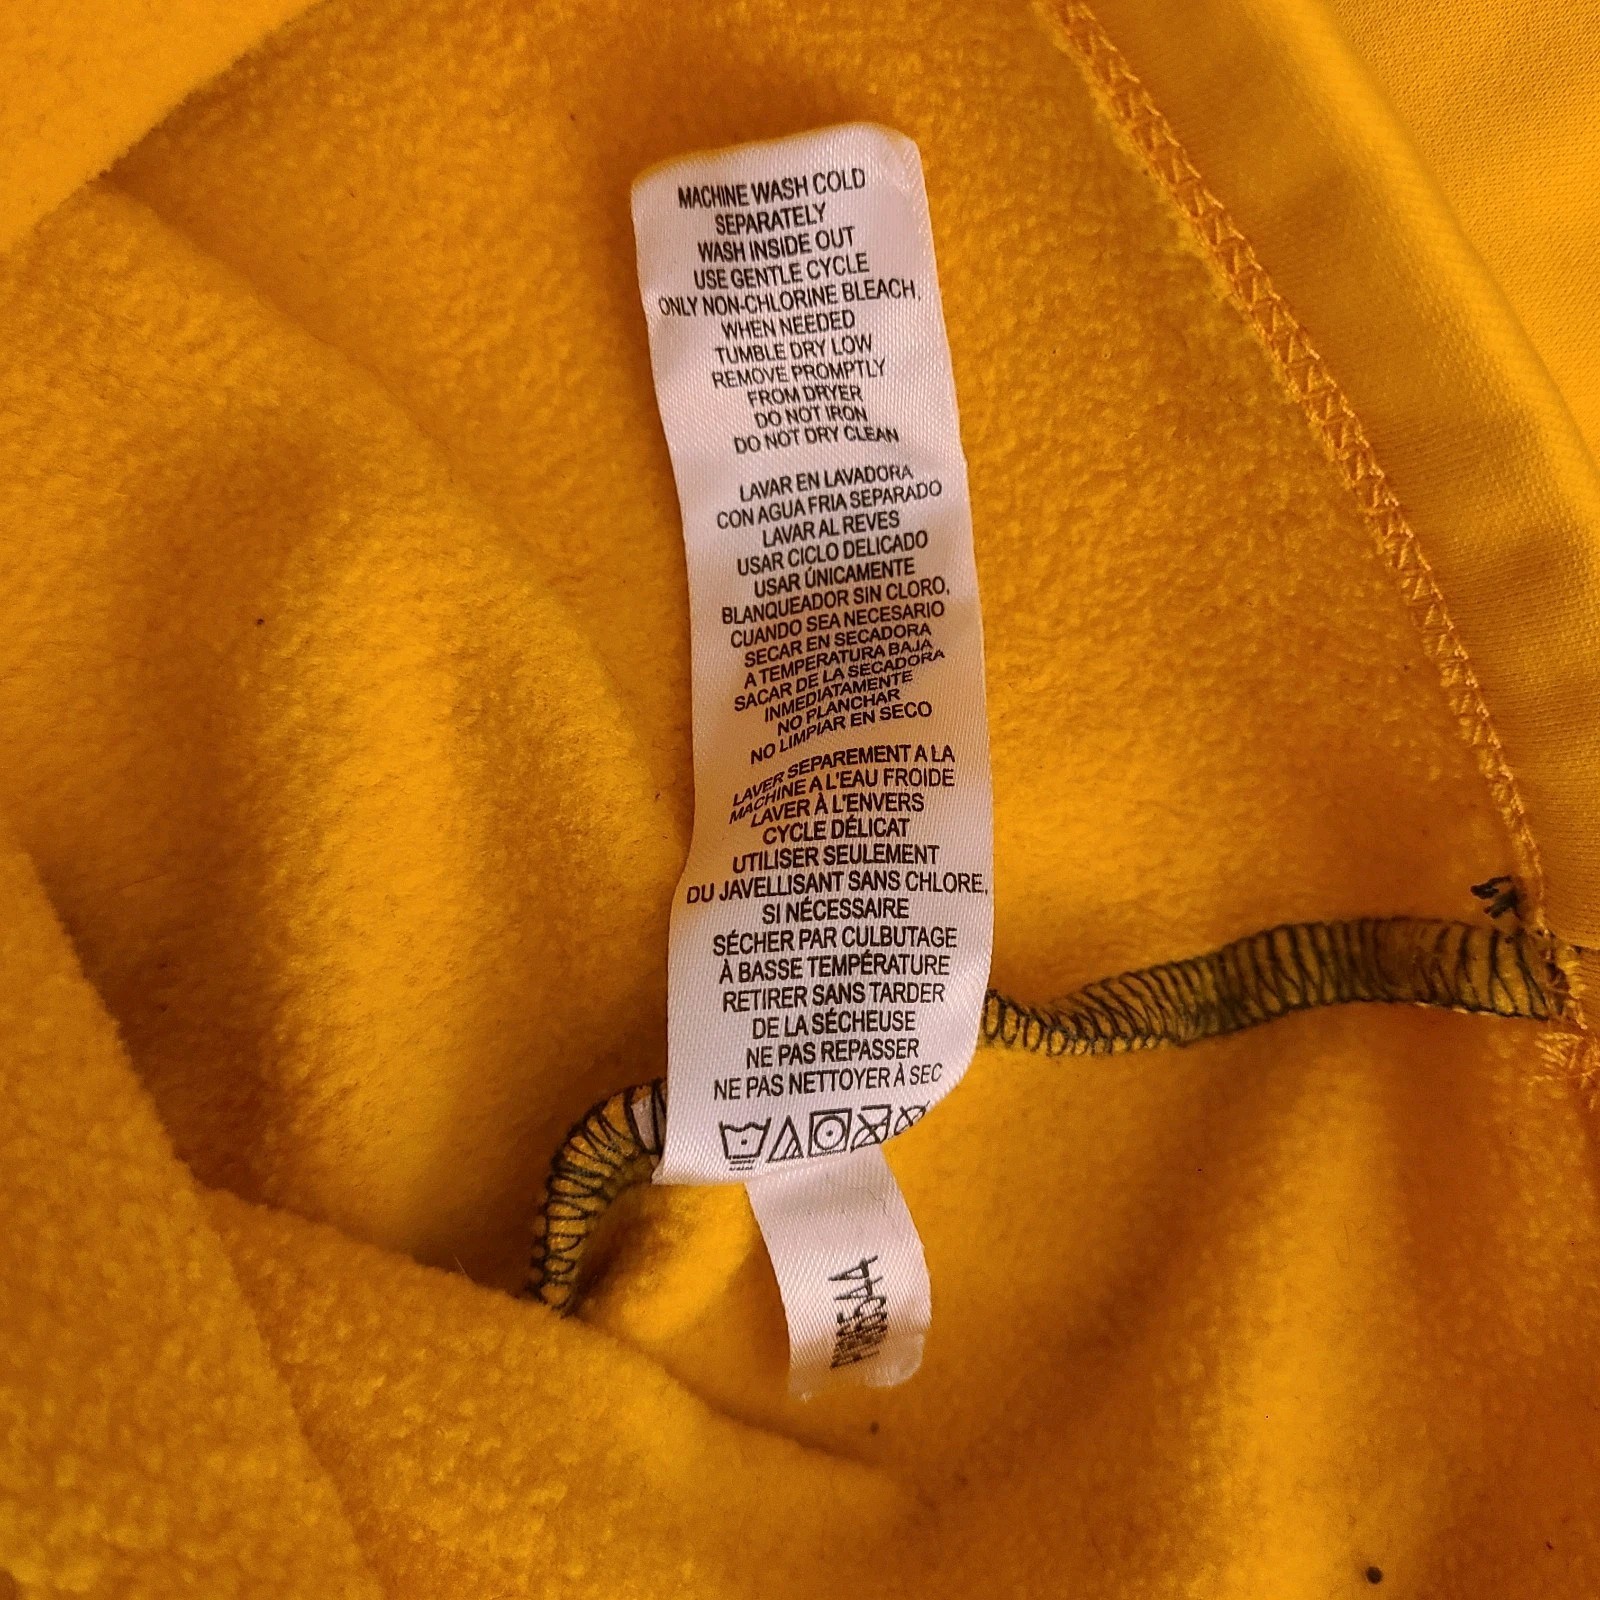 MACHINE WASH COLD
SEPARATELY
WASH INSIDE OUT
USE GENTLE CYCLE
ONLY NON-CHLORINE BLEACH,
WHEN NEEDED
TUMBLE DRY LOW
REMOVE PROMPTLY
FROM DRYER
DO NOT IRON
DO NOT DRY CLEAN
LAVAR EN LAVADORA
CON AGUA FRIA SEPARADO
LAVAR AL REVES
USAR CICLO DELICADO
USAR ÚNICAMENTE
BLANQUEADOR SIN CLORO,
CUANDO SEA NECESARIO
SECAR EN SECADORA
A TEMPERATURA BAJA
SACAR DE LA SECADORA
INMEDIATAMENTE
NO PLANCHAR
NO LIMPIAR EN SECO
LAVER SEPAREMENT A LA
MACHINE A L'EAU FROIDE
LAVER À L'ENVERS
CYCLE DÉLICAT
UTILISER SEULEMENT
DU JAVELLISANT SANS CHLORE,
SI NÉCESSAIRE
SÉCHER PAR CULBUTAGE
À BASSE TEMPÉRATURE
RETIRER SANS TARDER
DE LA SÉCHEUSE
NE PAS REPASSER
NE PAS NETTOYER À SEC